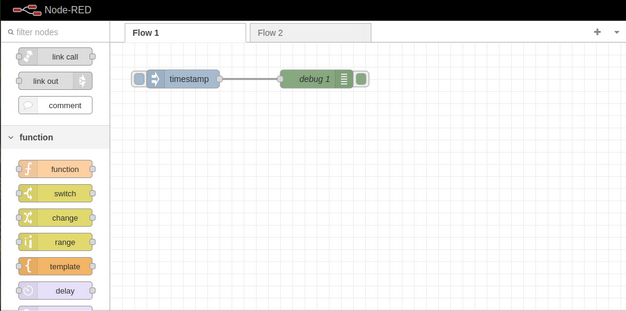 Node-RED
filter nodes
Flow 1
Flow 2
link call
link out
comment
function
function
switch
change
range
template
delay
timestamp
debug 1